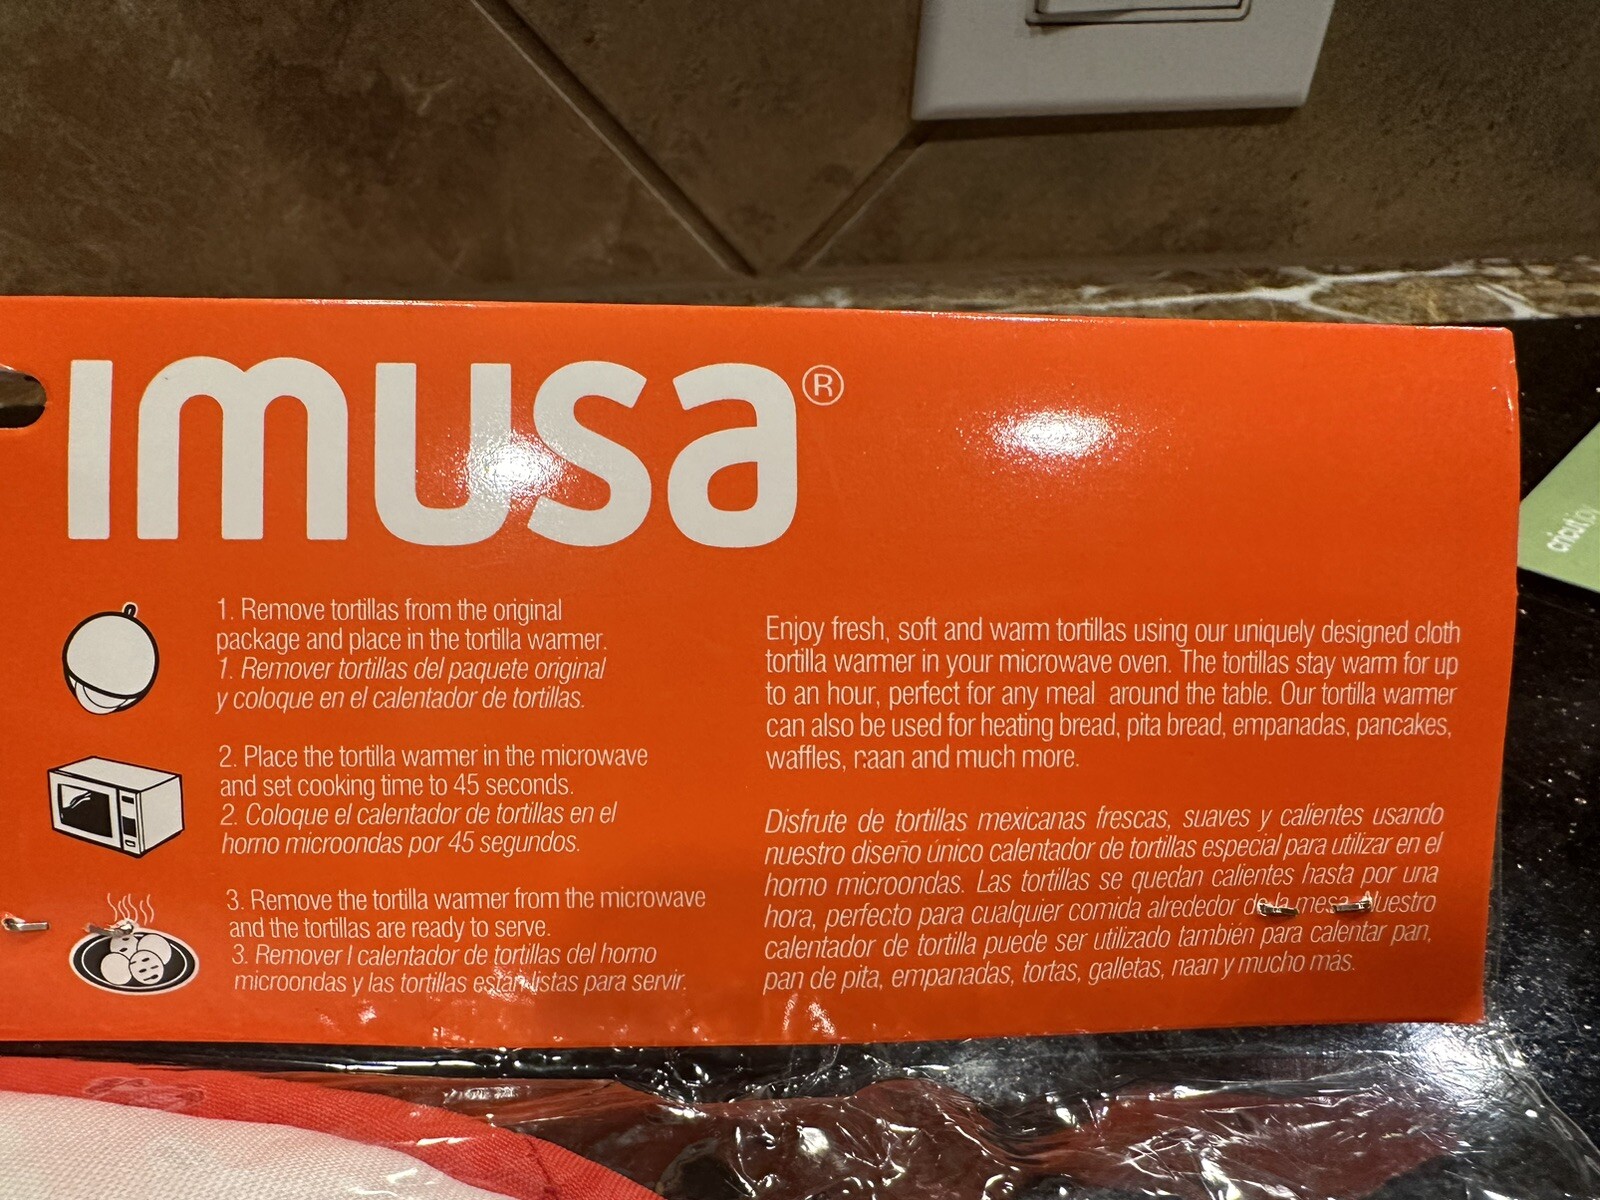 ımusa®
1. Remove tortillas from the original
package and place in the tortilla warmer.
1. Remover tortillas del paquete original
y coloque en el calentador de tortillas.
2. Place the tortilla warmer in the microwave
and set cooking time to 45 seconds.
2. Coloque el calentador de tortillas en el
horno microondas por 45 segundos.
3. Remove the tortilla warmer from the microwave
and the tortillas are ready to serve.
3. Remover l calentador de tortillas del horno
microondas y las tortillas están listas para servir.
Enjoy fresh, soft and warm tortillas using our uniquely designed cloth
tortilla warmer in your microwave oven. The tortillas stay warm for up
to an hour, perfect for any meal around the table. Our tortilla warmer
can also be used for heating bread, pita bread, empanadas, pancakes,
waffles, naan and much more.
Disfrute de tortillas mexicanas frescas, suaves y calientes usando
nuestro diseño único calentador de tortillas especial para utilizar en el
horno microondas. Las tortillas se quedan calientes hasta por una
hora, perfecto para cualquier comida alrededor de la mesa. Nuestro
calentador de tortilla puede ser utilizado también para calentar pan,
pan de pita, empanadas, tortas, galletas, naan y mucho más.
cricut joy